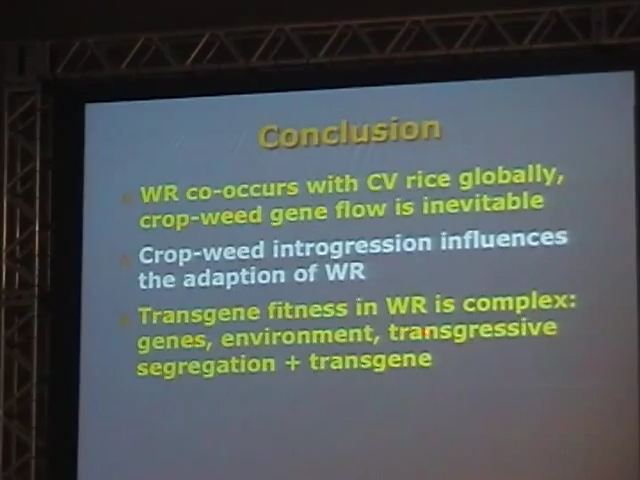 Conclusion
WR co-occurs with CV rice globally,
crop-weed gene flow is inevitable
Crop-weed introgression influences
the adaption of WR
Transgene fitness in WR is complex:
genes, environment, transgressive
segregation + transgene